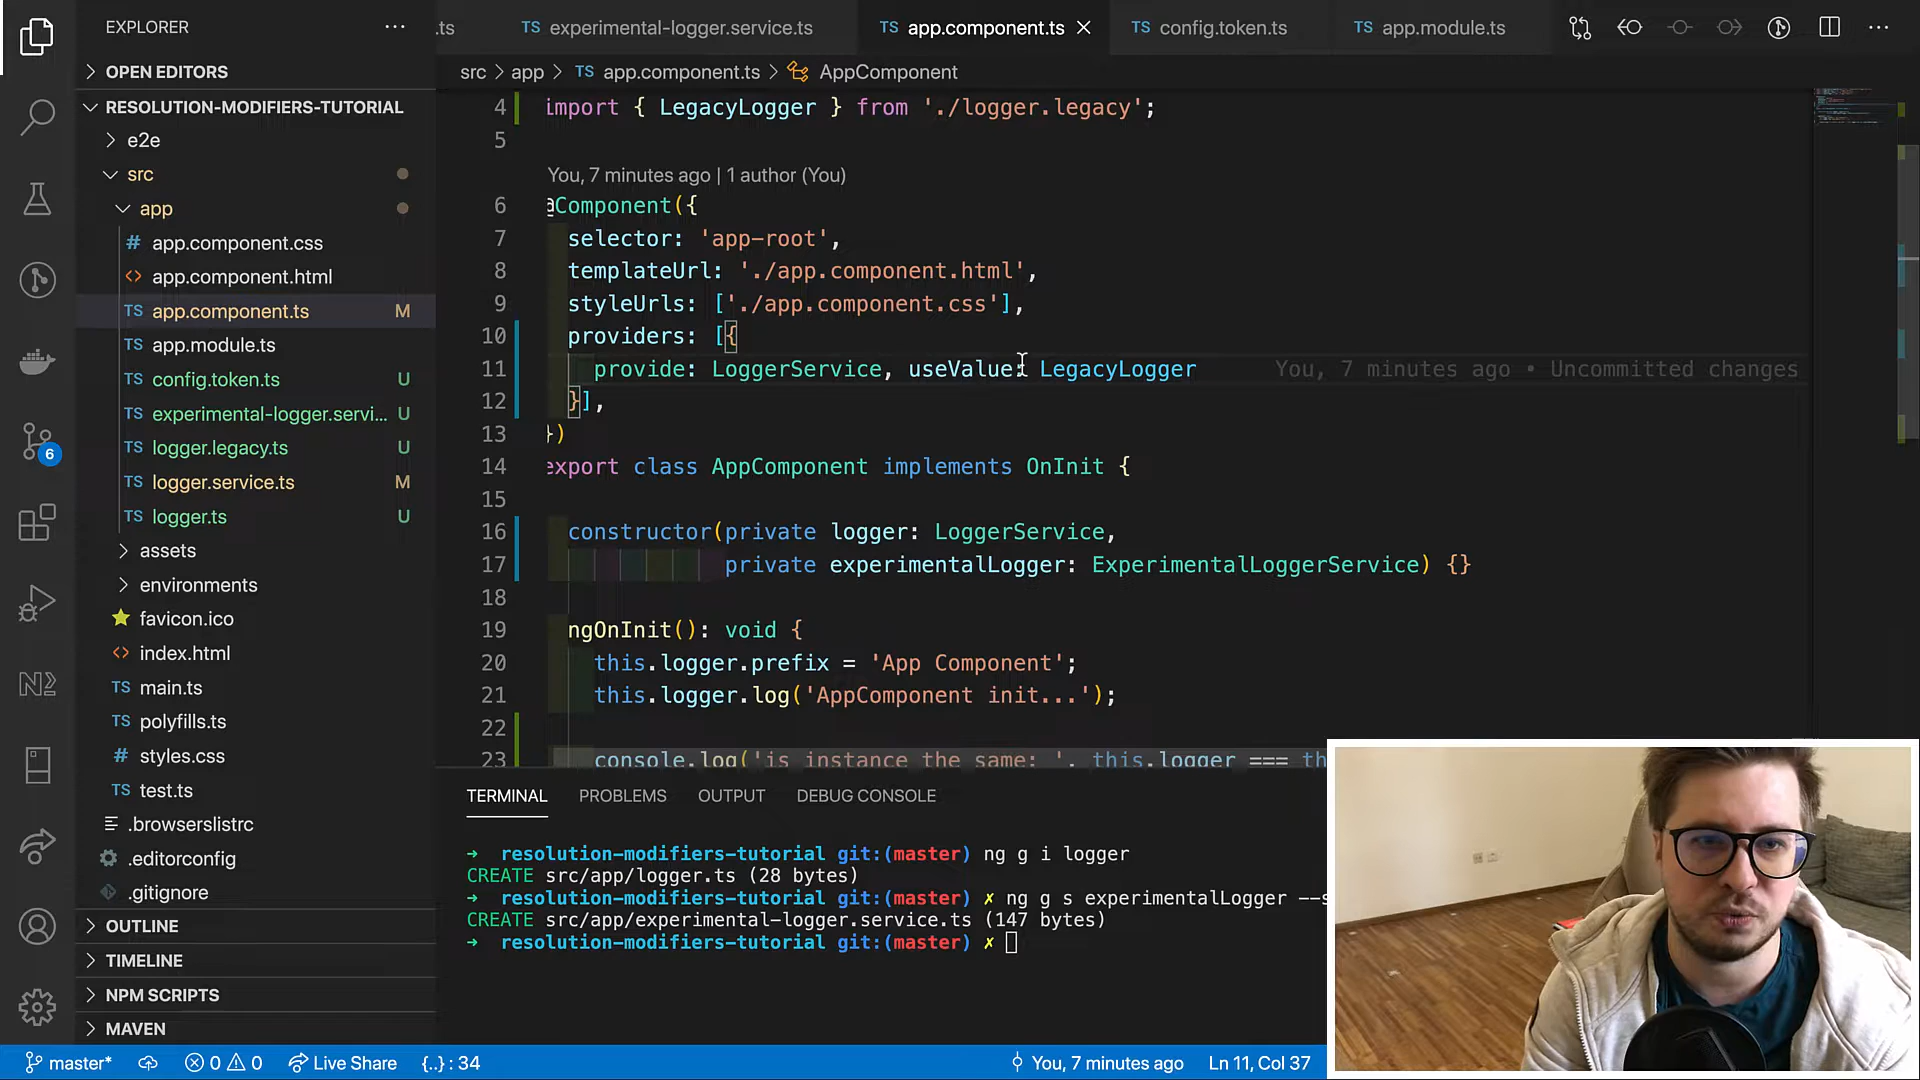 EXPLORER
.ts
experimental-logger.service.ts
TS app.component.ts
TS config.token.ts
TS app.module.ts
OPEN EDITORS
src > app > TS app.component.ts > AppComponent
RESOLUTION-MODIFIERS-TUTORIAL
e2e
src
app
# app.component.css
<> app.component.html
TS app.component.ts M
TS app.module.ts
TS config.token.ts U
TS experimental-logger.servi... U
TS logger.legacy.ts U
TS logger.service.ts M
TS logger.ts U
assets
environments
favicon.ico
<> index.html
TS main.ts
TS polyfills.ts
# styles.css
TS test.ts
.browserslistrc
.editorconfig
.gitignore
OUTLINE
TIMELINE
NPM SCRIPTS
MAVEN
6
4 import { LegacyLogger } from './logger.legacy';
5
You, 7 minutes ago | 1 author (You)
6 @Component({
7 selector: 'app-root',
8 templateUrl: './app.component.html',
9 styleUrls: ['./app.component.css'],
10 providers: [{
11 provide: LoggerService, useValue: LegacyLogger You, 7 minutes ago • Uncommitted changes
12 }],
13 })
14 export class AppComponent implements OnInit {
15
16 constructor(private logger: LoggerService,
17 private experimentalLogger: ExperimentalLoggerService) {}
18
19 ngOnInit(): void {
20 this.logger.prefix = 'App Component';
21 this.logger.log('AppComponent init...');
22
23 console.log('is instance the same: ', this.logger === th
TERMINAL PROBLEMS OUTPUT DEBUG CONSOLE
➜ resolution-modifiers-tutorial git:(master) ng g i logger
CREATE src/app/logger.ts (28 bytes)
➜ resolution-modifiers-tutorial git:(master) ✗ ng g s experimentalLogger --s
CREATE src/app/experimental-logger.service.ts (147 bytes)
➜ resolution-modifiers-tutorial git:(master) ✗
master* 0 0 Live Share {..} : 34 You, 7 minutes ago Ln 11, Col 37